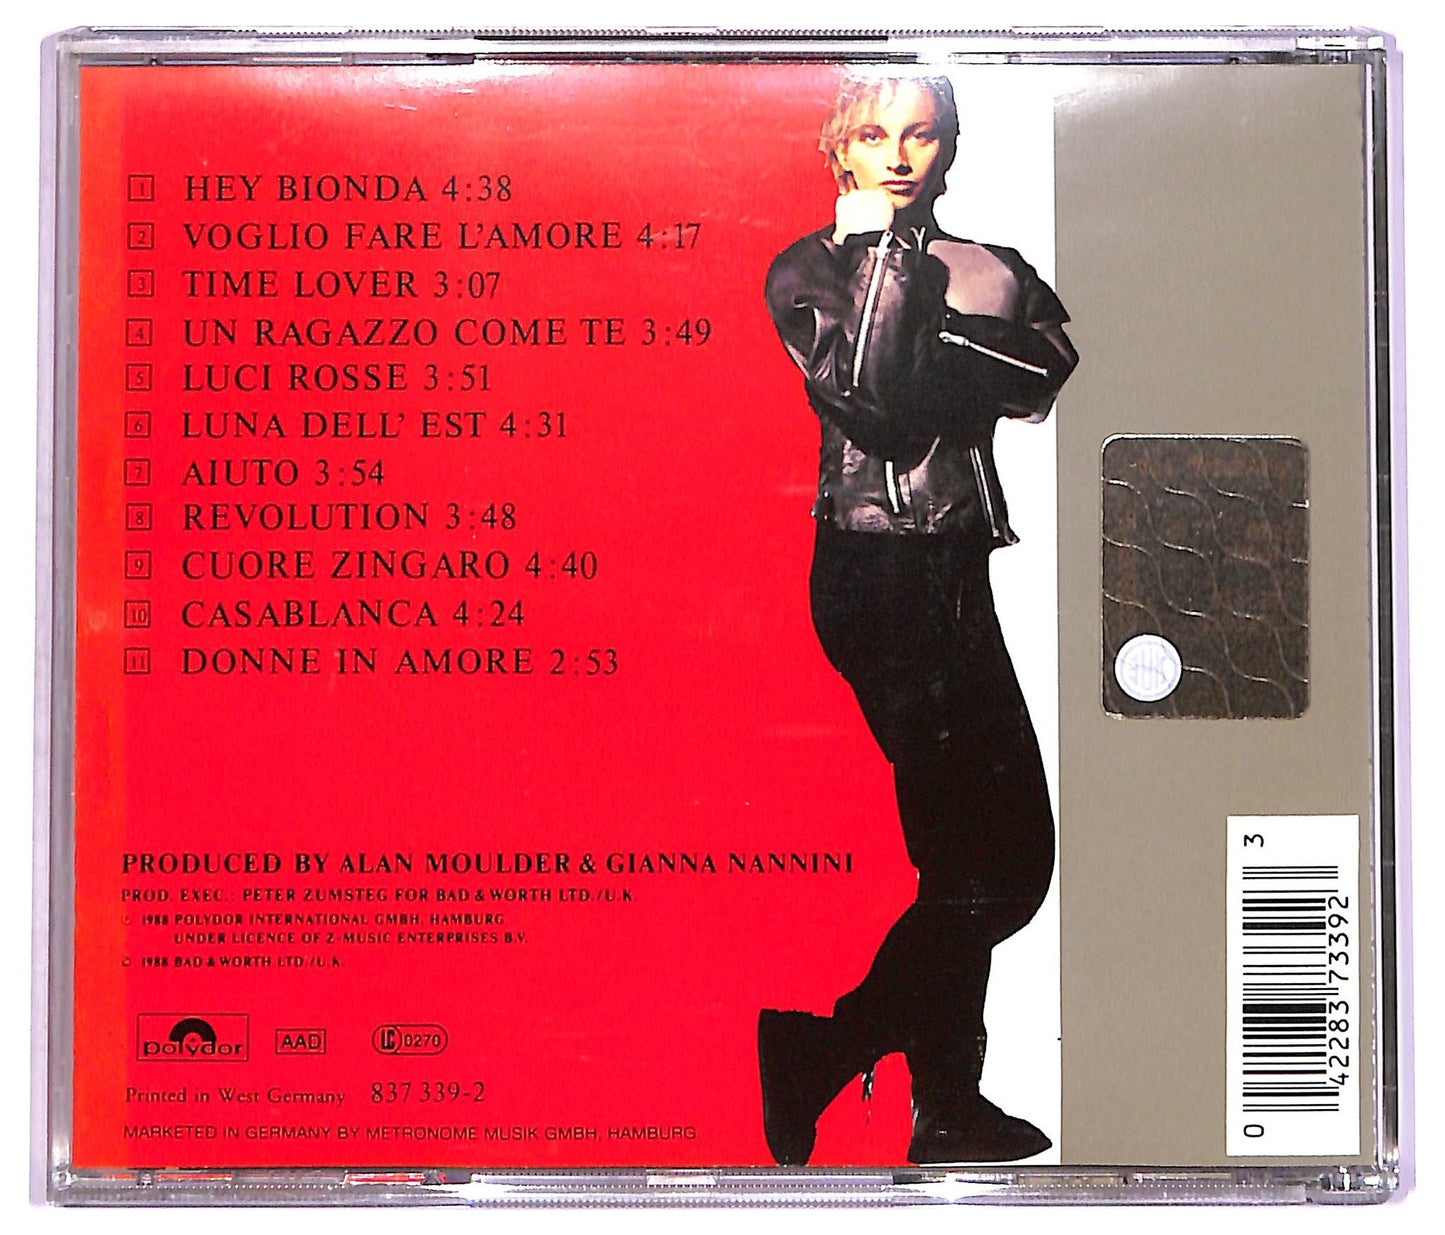 1 HEY BIONDA 4:38
2 VOGLIO FARE L'AMORE 4:17
3 TIME LOVER 3:07
4 UN RAGAZZO COME TE 3:49
5 LUCI ROSSE 3:51
6 LUNA DELL' EST 4:31
7 AIUTO 3:54
8 REVOLUTION 3:48
9 CUORE ZINGARO 4:40
10 CASABLANCA 4:24
11 DONNE IN AMORE 2:53
PRODUCED BY ALAN MOULDER & GIANNA NANNINI
PROD. EXEC.: PETER ZUMSTEG FOR BAD & WORTH LTD./U.K.
℗ 1988 POLYDOR INTERNATIONAL GMBH, HAMBURG
UNDER LICENCE OF Z-MUSIC ENTERPRISES B.V.
© 1988 BAD & WORTH LTD./U.K.
polydor AAD LC 0270
Printed in West Germany 837 339-2
MARKETED IN GERMANY BY METRONOME MUSIK GMBH, HAMBURG
SIAE
0 42283 73392 3